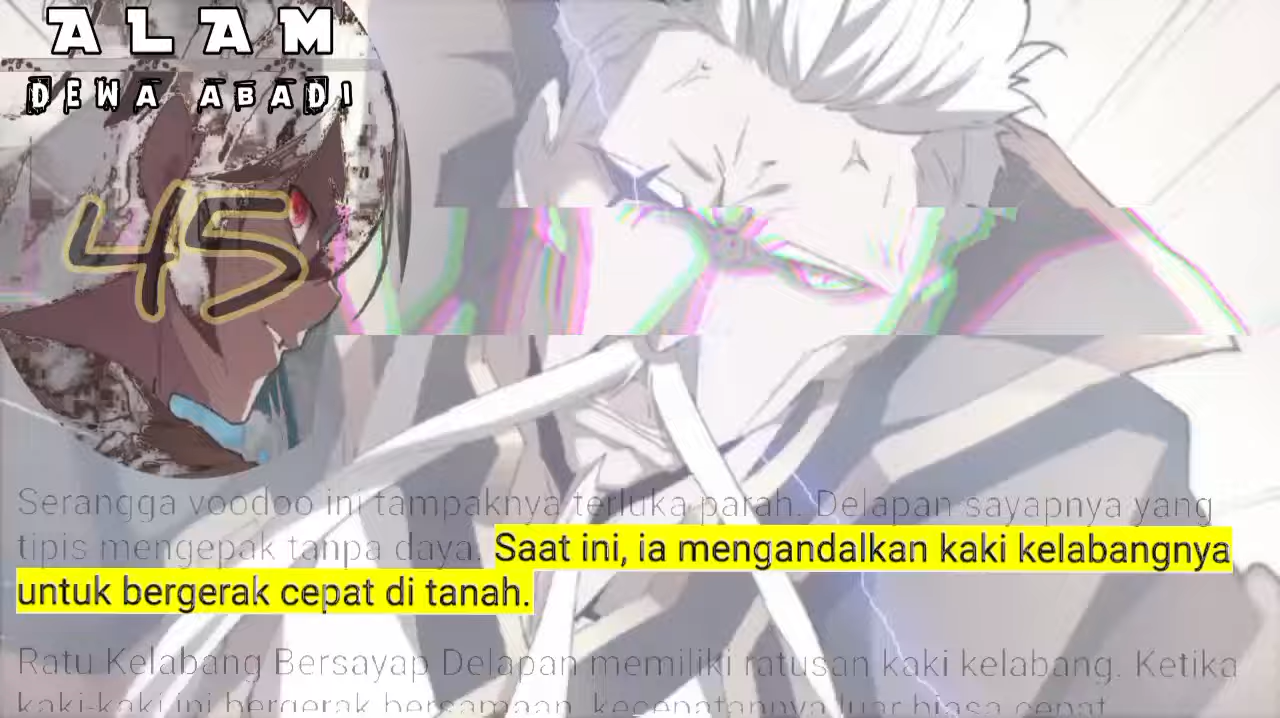 ALAM
DEWA ABADI
45
Serangga voodoo ini tampaknya terluka parah. Delapan sayapnya yang
tipis mengepak tanpa daya. Saat ini, ia mengandalkan kaki kelabangnya
untuk bergerak cepat di tanah.
Ratu Kelabang Bersayap Delapan memiliki ratusan kaki kelabang. Ketika
kaki-kaki ini bergerak bersamaan, kecepatannya luar biasa cepat.